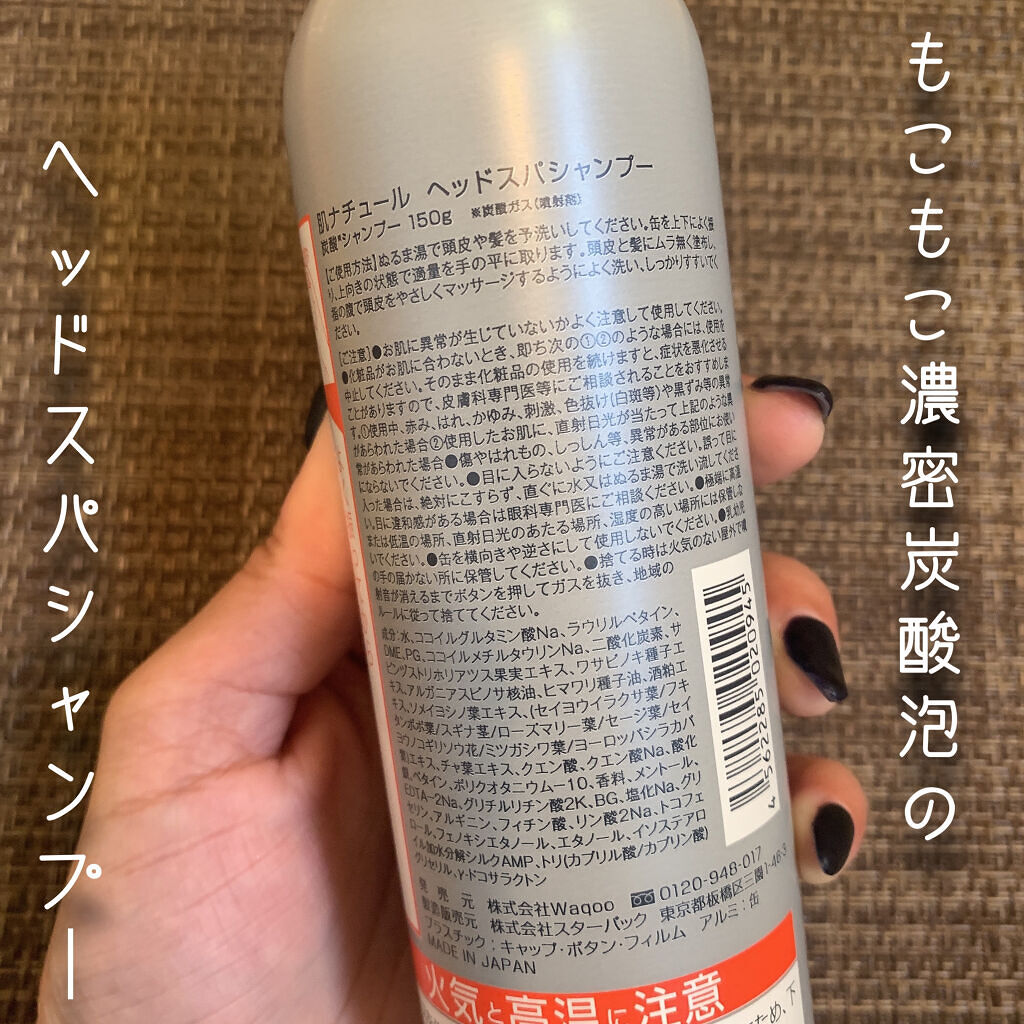 もこもこ濃密炭酸泡の
ヘッドスパシャンプー
肌ナチュール ヘッドスパシャンプー
炭酸※シャンプー 150g ※炭酸ガス(噴射剤)
【ご使用方法】ぬるま湯で頭皮や髪を予洗いしてください。缶を上下によく振
り、上向きの状態で適量を手の平に取ります。頭皮と髪にムラ無く塗布し、
指の腹で頭皮をやさしくマッサージするようによく洗い、しっかりすすいでく
ださい。
【ご注意】●お肌に異常が生じていないかよく注意して使用してください。
●化粧品がお肌に合わないとき、即ち次の①②のような場合には、使用を
中止してください。そのまま化粧品の使用を続けますと、症状を悪化させる
ことがありますので、皮膚科専門医等にご相談されることをおすすめしま
す。①使用中、赤み、はれ、かゆみ、刺激、色抜け(白斑等)や黒ずみ等の異常
があらわれた場合②使用したお肌に、直射日光が当たって上記のような異
常があらわれた場合●傷やはれもの、しっしん等、異常がある部位にお使い
にならないでください。●目に入らないようにご注意ください。誤って目に
入った場合は、絶対にこすらず、直ぐに水又はぬるま湯で洗い流してくださ
い。目に違和感がある場合は眼科専門医にご相談ください。●極端に高温
または低温の場所、直射日光のあたる場所、湿度の高い場所には保管しな
いでください。●缶を横向きや逆さにして使用しないでください。●乳幼児
の手の届かない所に保管してください。●捨てる時は火気のない屋外で噴
射音が消えるまでボタンを押してガスを抜き、地域の
ルールに従って捨ててください。
成分:水、ココイルグルタミン酸Na、ラウリルベタイン、
DME、PG、ココイルメチルタウリンNa、二酸化炭素、サ
ピンヅストリホリアツス果実エキス、ワサビノキ種子エ
キス、アルガニアスピノサ核油、ヒマワリ種子油、酒粕エ
キス、ソメイヨシノ葉エキス、(セイヨウイラクサ葉/フキ
タンポポ葉/スギナ茎/ローズマリー葉/セージ葉/セイ
ヨウノコギリソウ花/ミツガシワ葉/ヨーロッパシラカバ
葉)エキス、チャ葉エキス、クエン酸、クエン酸Na、酸化
銀、ベタイン、ポリクオタニウム-10、香料、メントール、
EDTA-2Na、グリチルリチン酸2K、BG、塩化Na、グリ
セリン、アルギニン、フィチン酸、リン酸2Na、トコフェ
ロール、フェノキシエタノール、エタノール、イソステアロ
イル加水分解シルクAMP、トリ(カプリル酸/カプリン酸)
グリセリル、γ-ドコサラクトン
4 562285 020945
発売元 株式会社Waqoo 0120-948-017
製造販売元 株式会社スターパック 東京都板橋区三園1-46-3
プラスチック:キャップ・ボタン・フィルム アルミ:缶
MADE IN JAPAN
火気と高温に注意